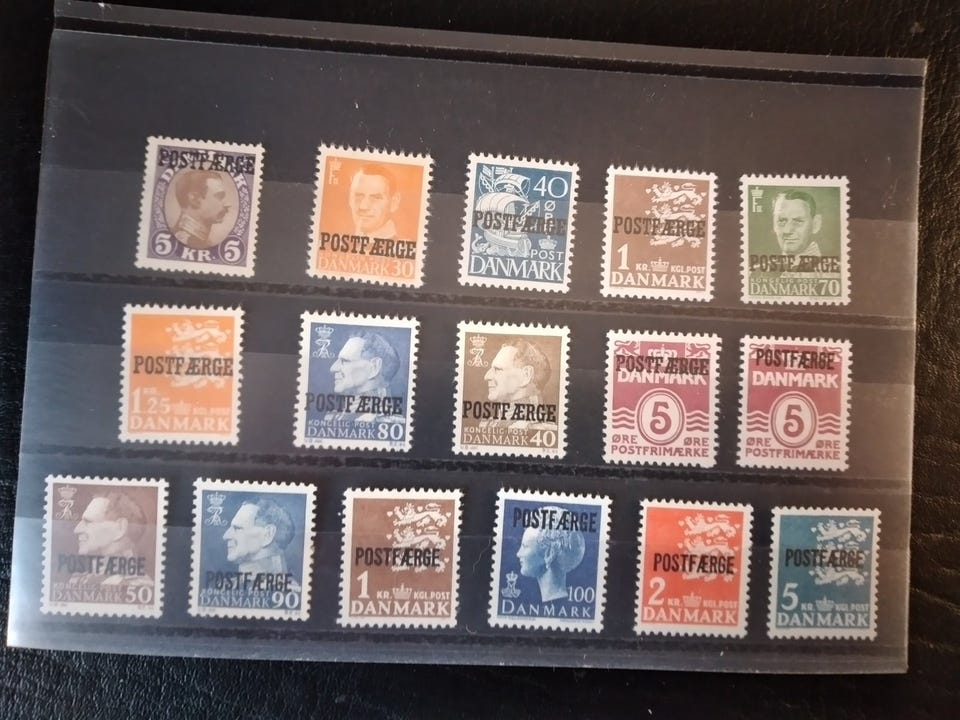 POSTFÆRGE
5 KR. 5
POSTFÆRGE
DANMARK 30
40
ØRE
POSTFÆRGE
POST
DANMARK
POSTFÆRGE
1 KR. KGL.POST
DANMARK
POSTFÆRGE
DANMARK 70
POSTFÆRGE
KR.
1.25 KGL.POST
DANMARK
POSTFÆRGE
KONGELIG POST
DANMARK 80
POSTFÆRGE
KONGELIG POST
DANMARK 40
POSTFÆRGE
DANMARK
5
ØRE ØRE
POSTFRIMÆRKE
POSTFÆRGE
DANMARK
5
ØRE ØRE
POSTFRIMÆRKE
POSTFÆRGE
KONGELIG POST
DANMARK 50
POSTFÆRGE
KONGELIG POST
DANMARK 90
POSTFÆRGE
1 KR. KGL.POST
DANMARK
POSTFÆRGE
100
DANMARK
POSTFÆRGE
2 KR. KGL.POST
DANMARK
POSTFÆRGE
5 KR. KGL.POST
DANMARK